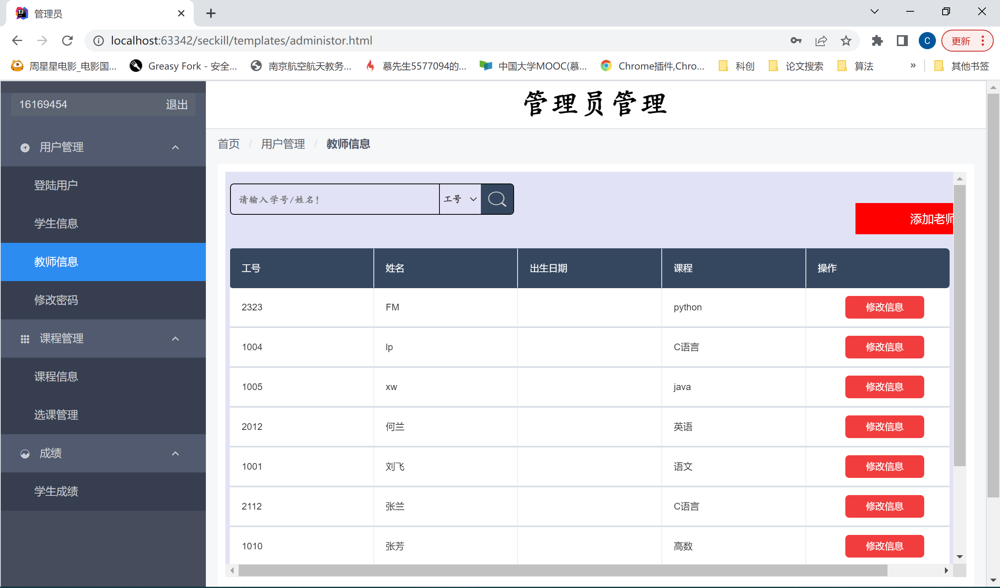 管理员
localhost:63342/seckill/templates/administor.html
C
更新
周星星电影_电影国...
Greasy Fork - 安全...
南京航空航天教务...
慕先生5577094的...
中国大学MOOC(慕...
Chrome插件,Chro...
科创
论文搜索
算法
»
其他书签
16169454 退出
管理员管理
用户管理
登陆用户
学生信息
教师信息
修改密码
课程管理
课程信息
选课管理
成绩
学生成绩
首页 / 用户管理 / 教师信息
请输入学号/姓名!
工号
添加老师
工号 姓名 出生日期 课程 操作
2323 FM python 修改信息
1004 lp C语言 修改信息
1005 xw java 修改信息
2012 何兰 英语 修改信息
1001 刘飞 语文 修改信息
2112 张兰 C语言 修改信息
1010 张芳 高数 修改信息